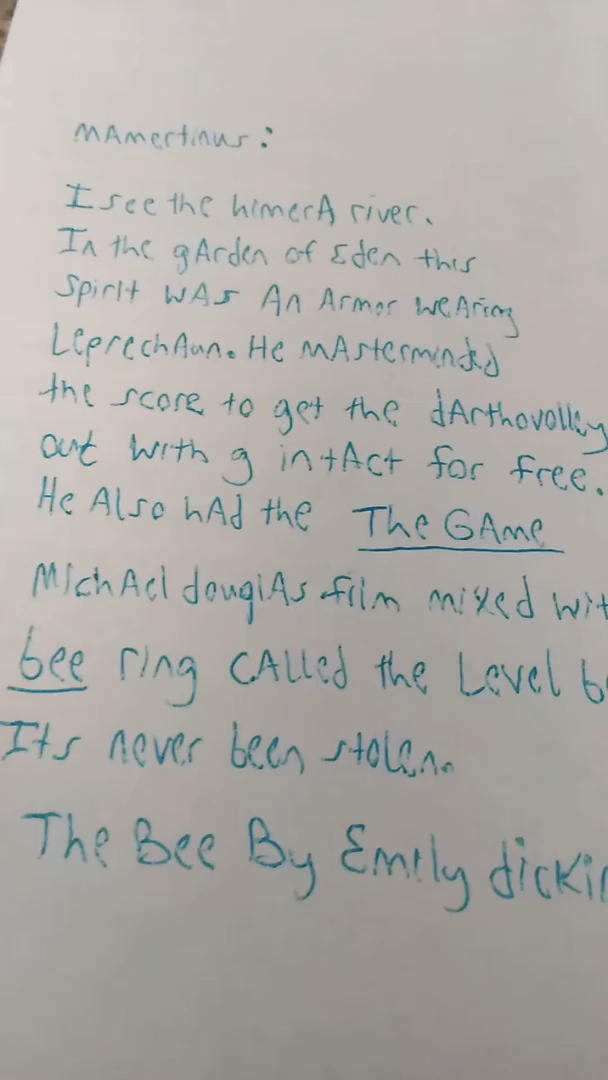 MAmertinus:
I see the himerA river.
In the gArden of Eden this
Spirit WAs An Armor weAring
LeprechAun. He mAsterminded
the score to get the dArthovolley
out with g intAct for free.
He Also hAd the The GAme
MichAel douglAs film mixed wit
bee ring CAlled the Level b
Its never been stolen.
The Bee By Emily dickin